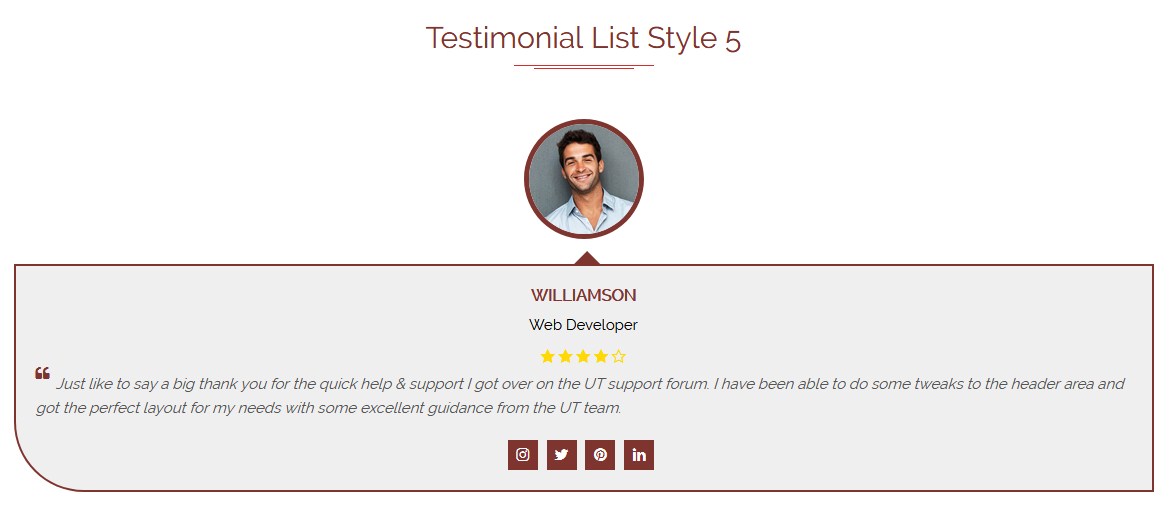 Testimonial List Style 5
WILLIAMSON
Web Developer
❝ Just like to say a big thank you for the quick help & support I got over on the UT support forum. I have been able to do some tweaks to the header area and
got the perfect layout for my needs with some excellent guidance from the UT team.
in